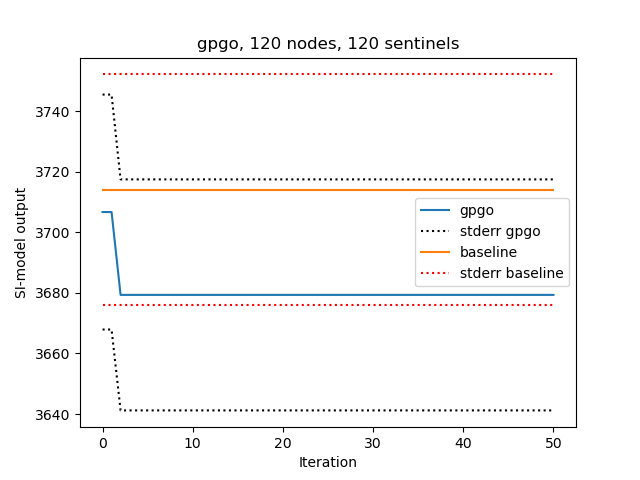 gpgo, 120 nodes, 120 sentinels
SI-model output
3740
3720
3700
3680
3660
3640
gpgo
stderr gpgo
baseline
stderr baseline
0 10 20 30 40 50
Iteration